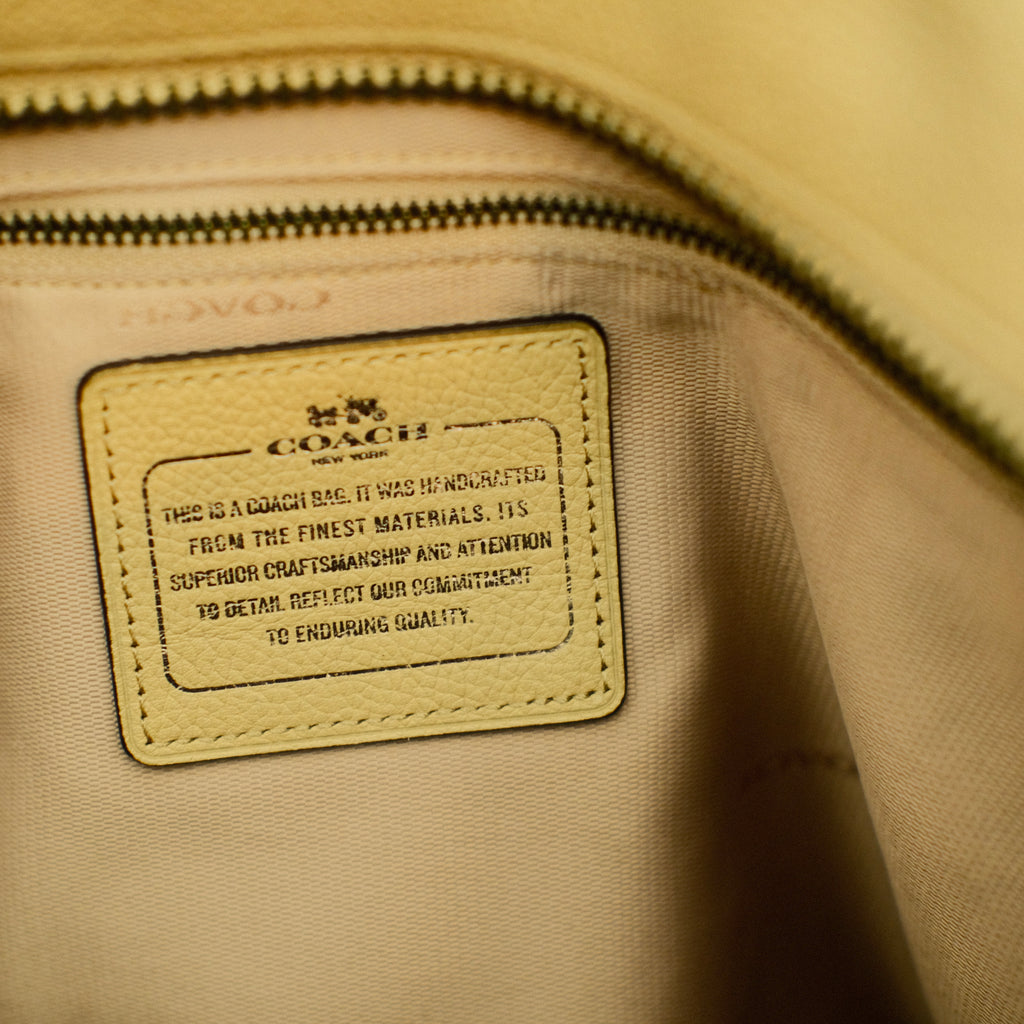 COACH
COACH
NEW YORK
THIS IS A COACH BAG. IT WAS HANDCRAFTED
FROM THE FINEST MATERIALS. ITS
SUPERIOR CRAFTSMANSHIP AND ATTENTION
TO DETAIL REFLECT OUR COMMITMENT
TO ENDURING QUALITY.